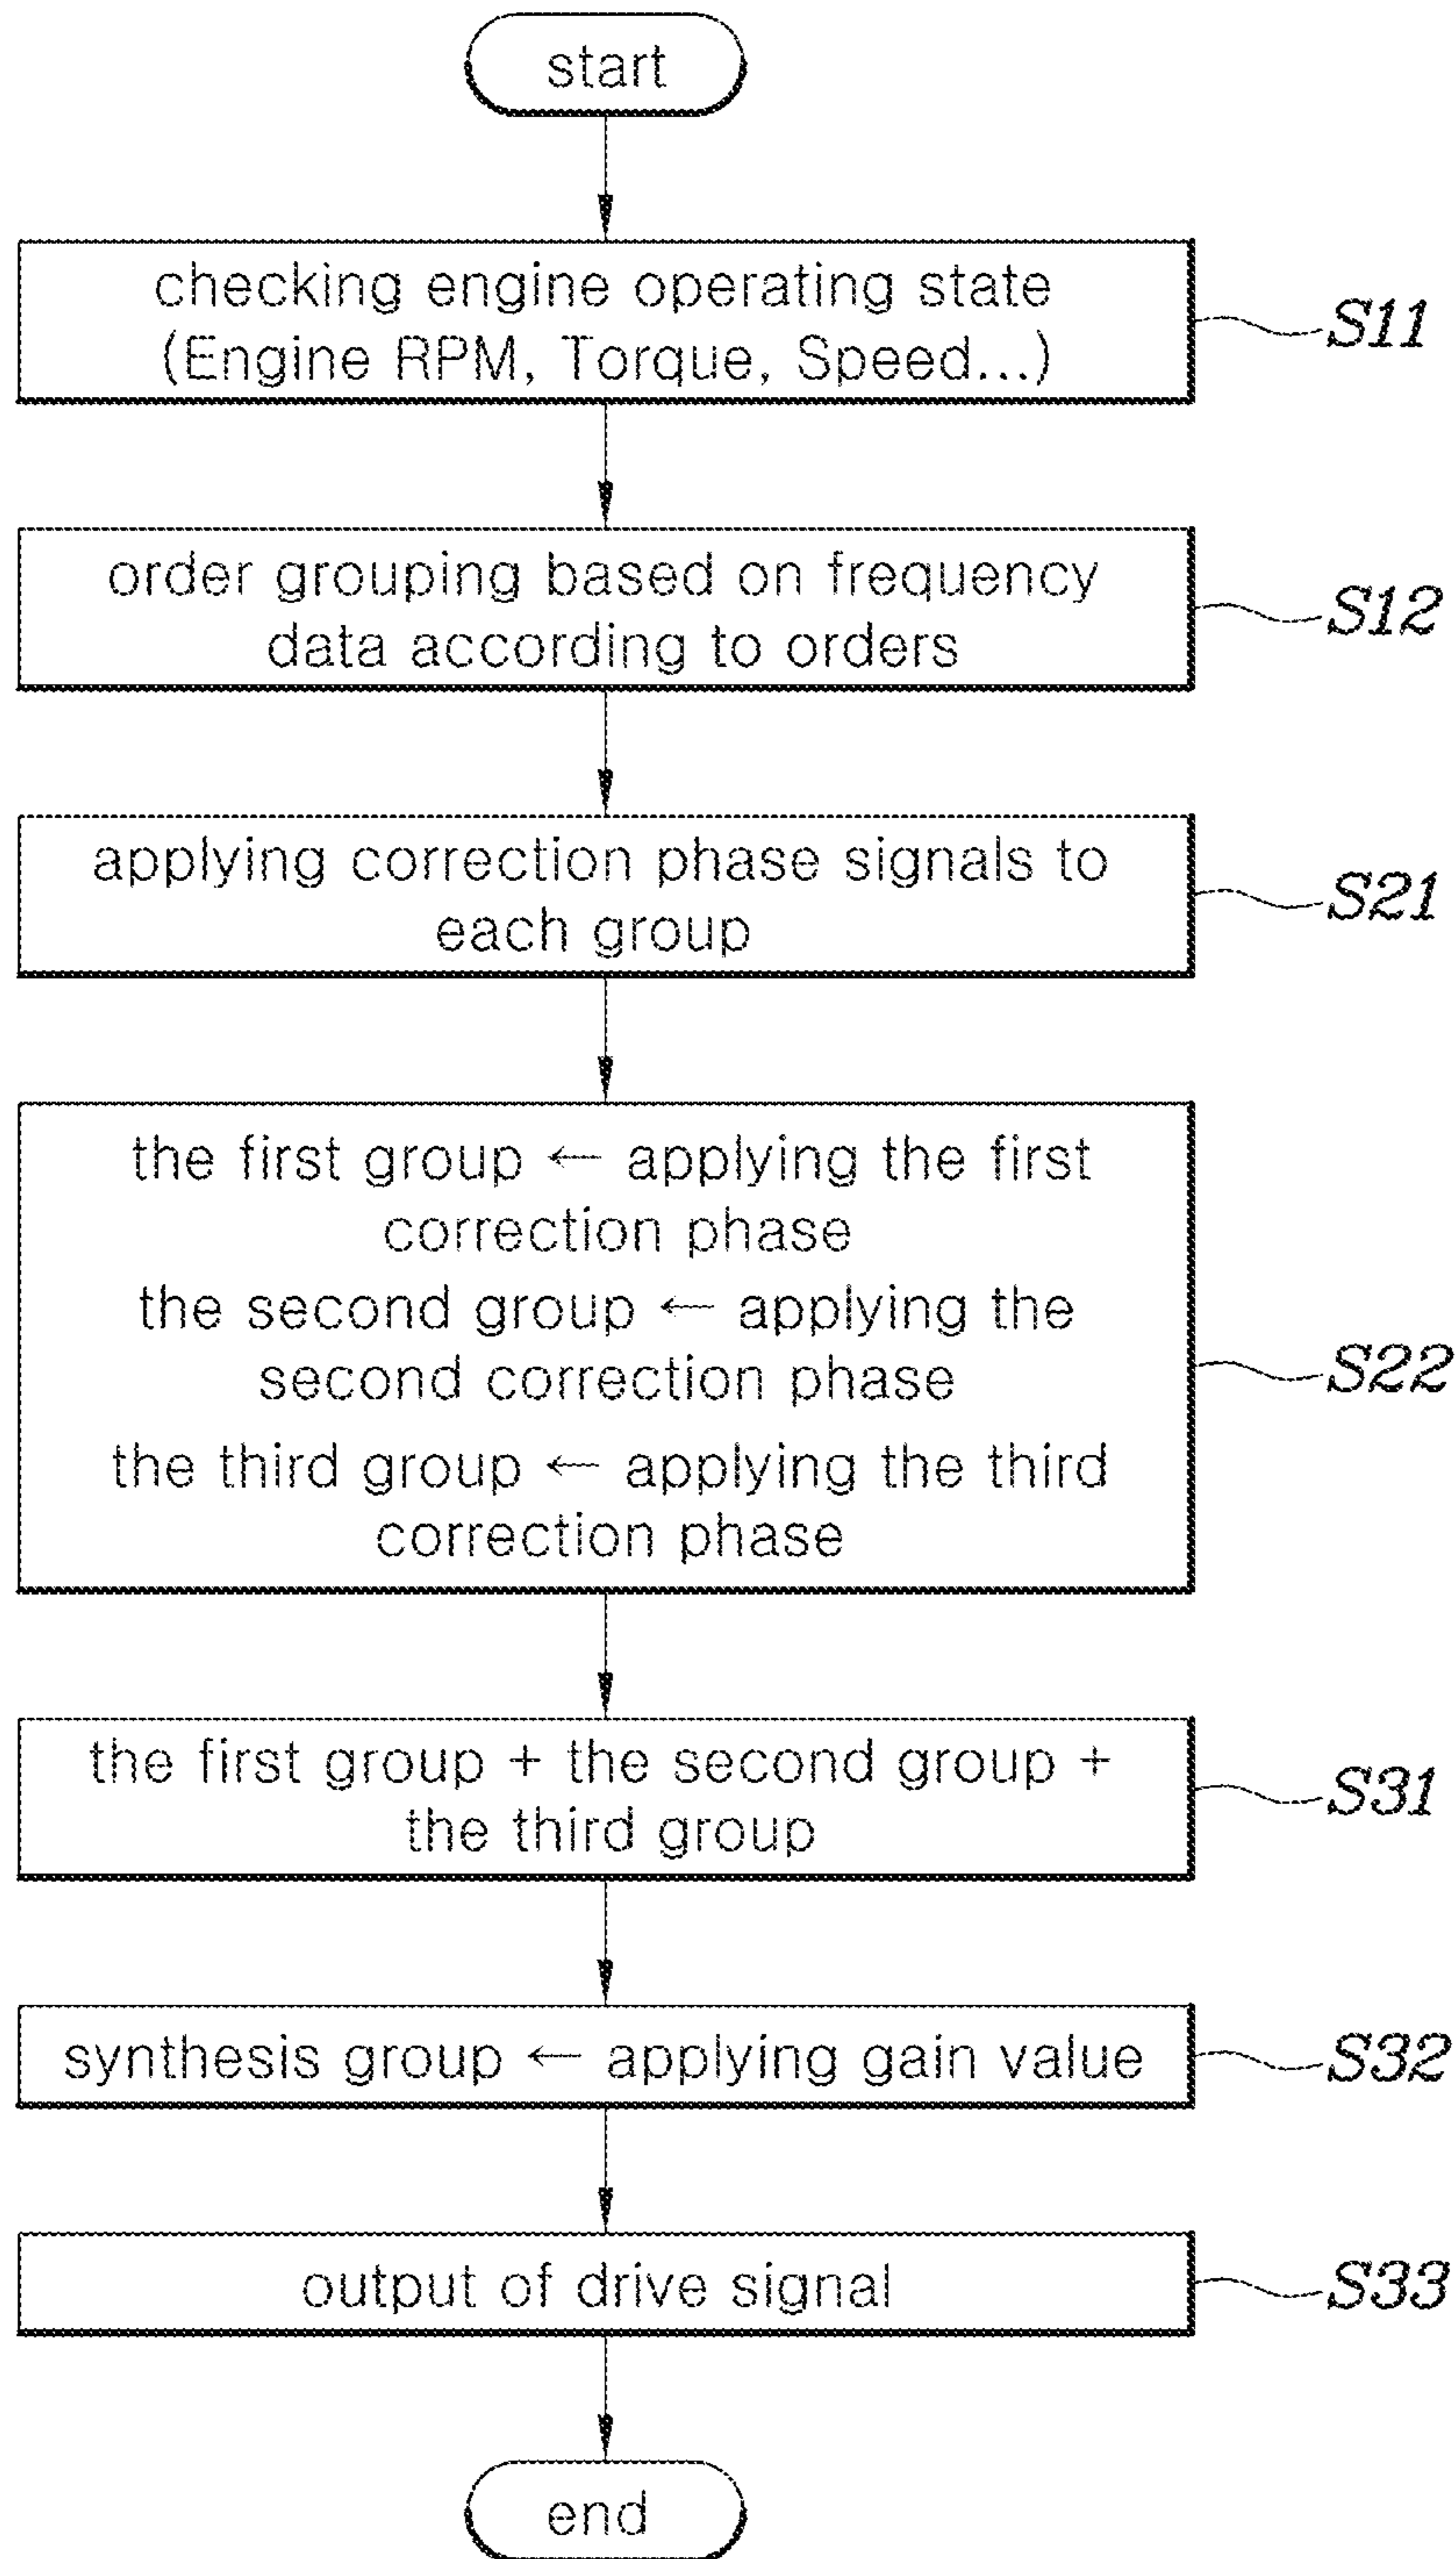 start
checking engine operating state
(Engine RPM, Torque, Speed...)
S11
order grouping based on frequency
data according to orders
S12
applying correction phase signals to
each group
S21
the first group ← applying the first
correction phase
the second group ← applying the
second correction phase
the third group ← applying the third
correction phase
S22
the first group + the second group +
the third group
S31
synthesis group ← applying gain value
S32
output of drive signal
S33
end